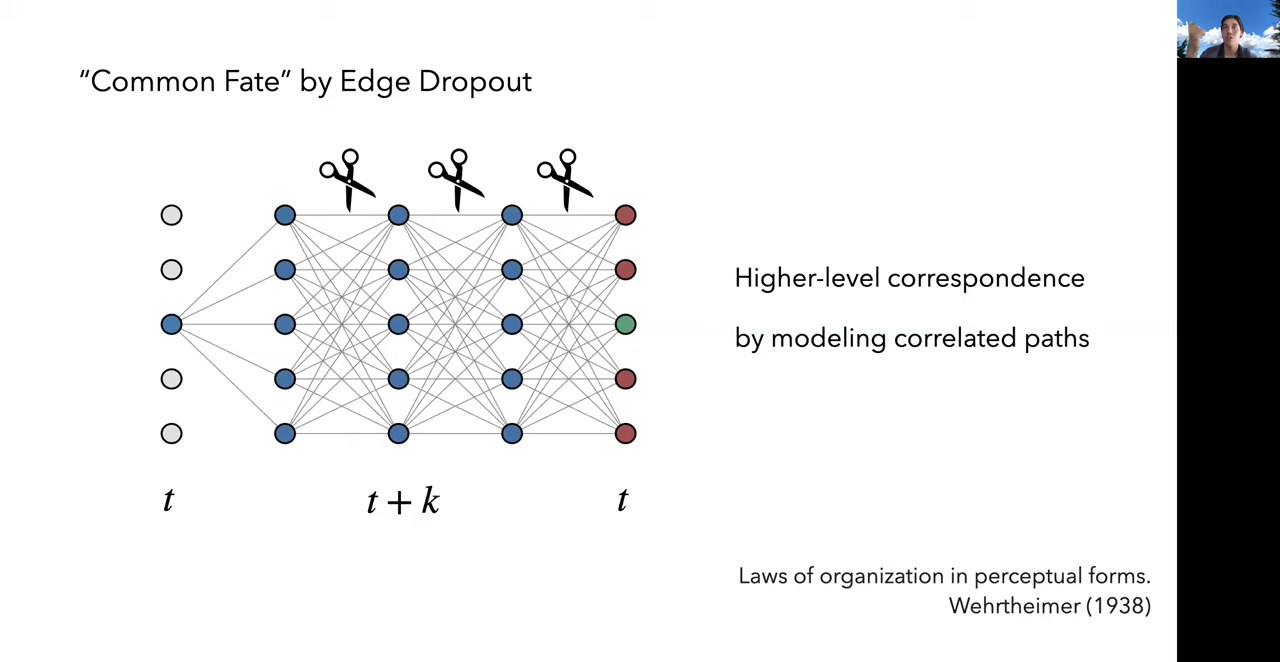 “Common Fate” by Edge Dropout
Higher-level correspondence
by modeling correlated paths
t
t + k
t
Laws of organization in perceptual forms.
Wehrtheimer (1938)